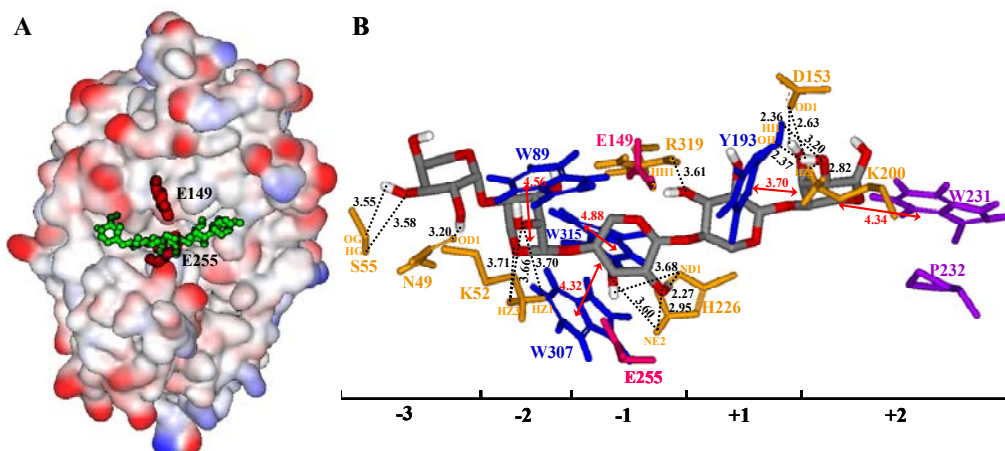 A
E149
E255
B
D153
OD1
2.36
2.63
HH
OH
3.20
2.37
2.82
HZ1
E149
R319
Y193
K200
W89
HH1
3.61
4.56
3.70
W231
4.34
3.55
3.58
4.88
OG
HG
S55
3.20
OD1
W315
N49
3.71
3.66
3.70
3.68
ND1
P232
K52
4.32
2.27
H226
HZ3
HZ1
3.60
2.95
NE2
W307
E255
-3
-2
-1
+1
+2